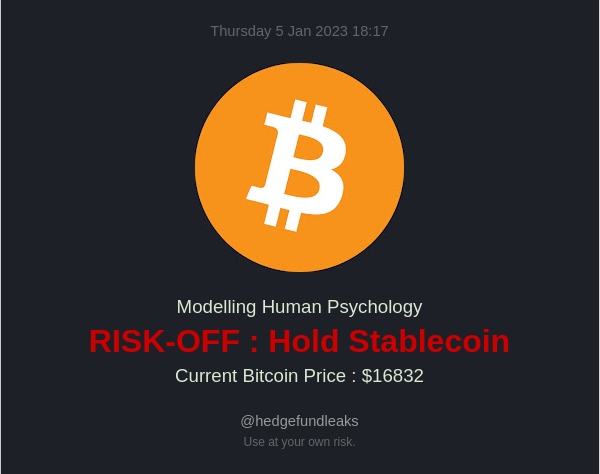 Thursday 5 Jan 2023 18:17
Modelling Human Psychology
RISK-OFF : Hold Stablecoin
Current Bitcoin Price : $16832
@hedgefundleaks
Use at your own risk.